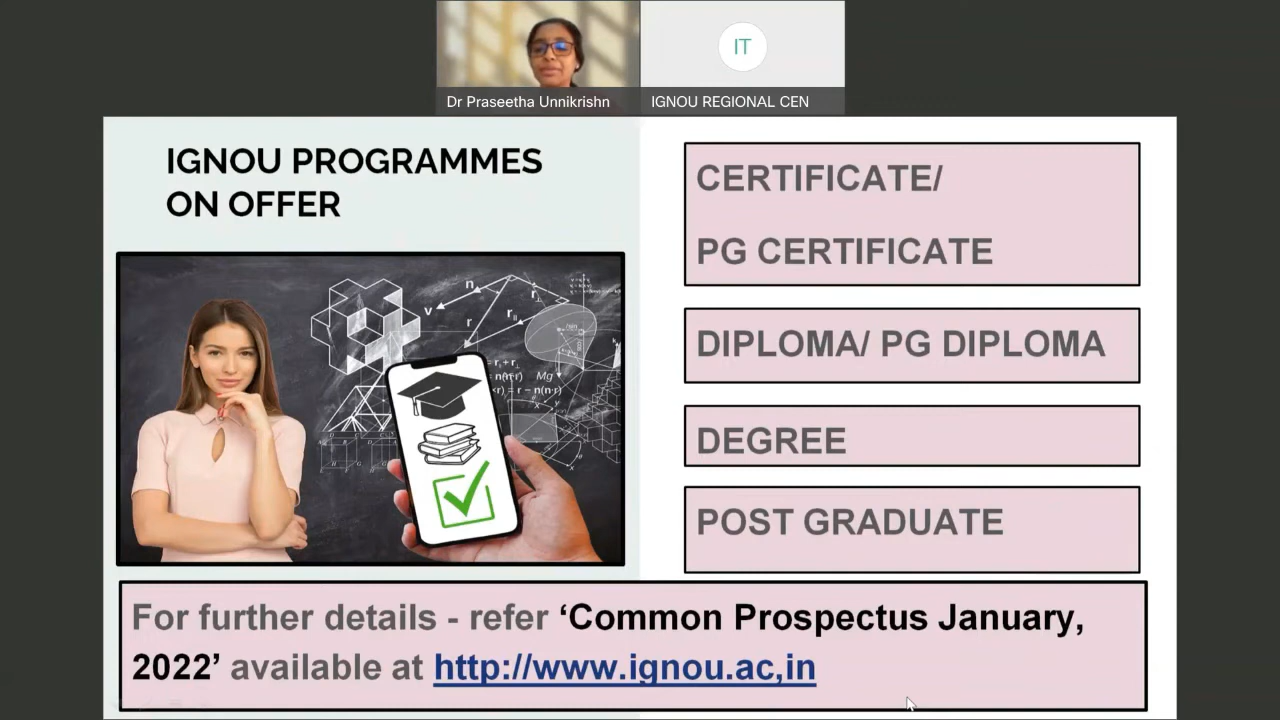 IT
Dr Praseetha Unnikrishn
IGNOU REGIONAL CEN
IGNOU PROGRAMMES
ON OFFER
n
v
r
Mg
CERTIFICATE/
PG CERTIFICATE
DIPLOMA/ PG DIPLOMA
DEGREE
POST GRADUATE
For further details - refer ‘Common Prospectus January,
2022’ available at http://www.ignou.ac,in